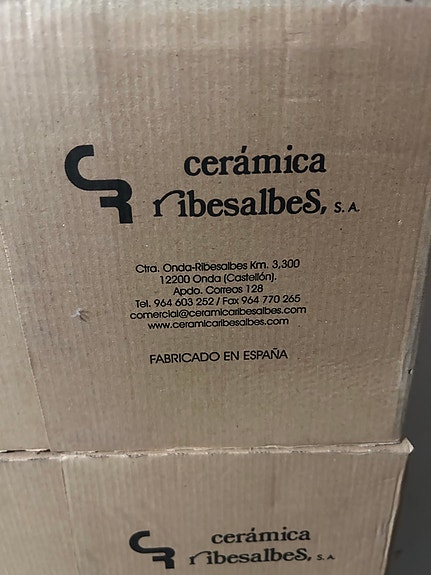 CR
cerámica
ribesalbeS, S.A.
Ctra. Onda-Ribesalbes Km. 3,300
12200 Onda (Castellón).
Apdo. Correos 128
Tel. 964 603 252 / Fax 964 770 265
comercial@ceramicaribesalbes.com
www.ceramicaribesalbes.com
FABRICADO EN ESPAÑA
CR
cerámica
ribesalbeS, S.A.